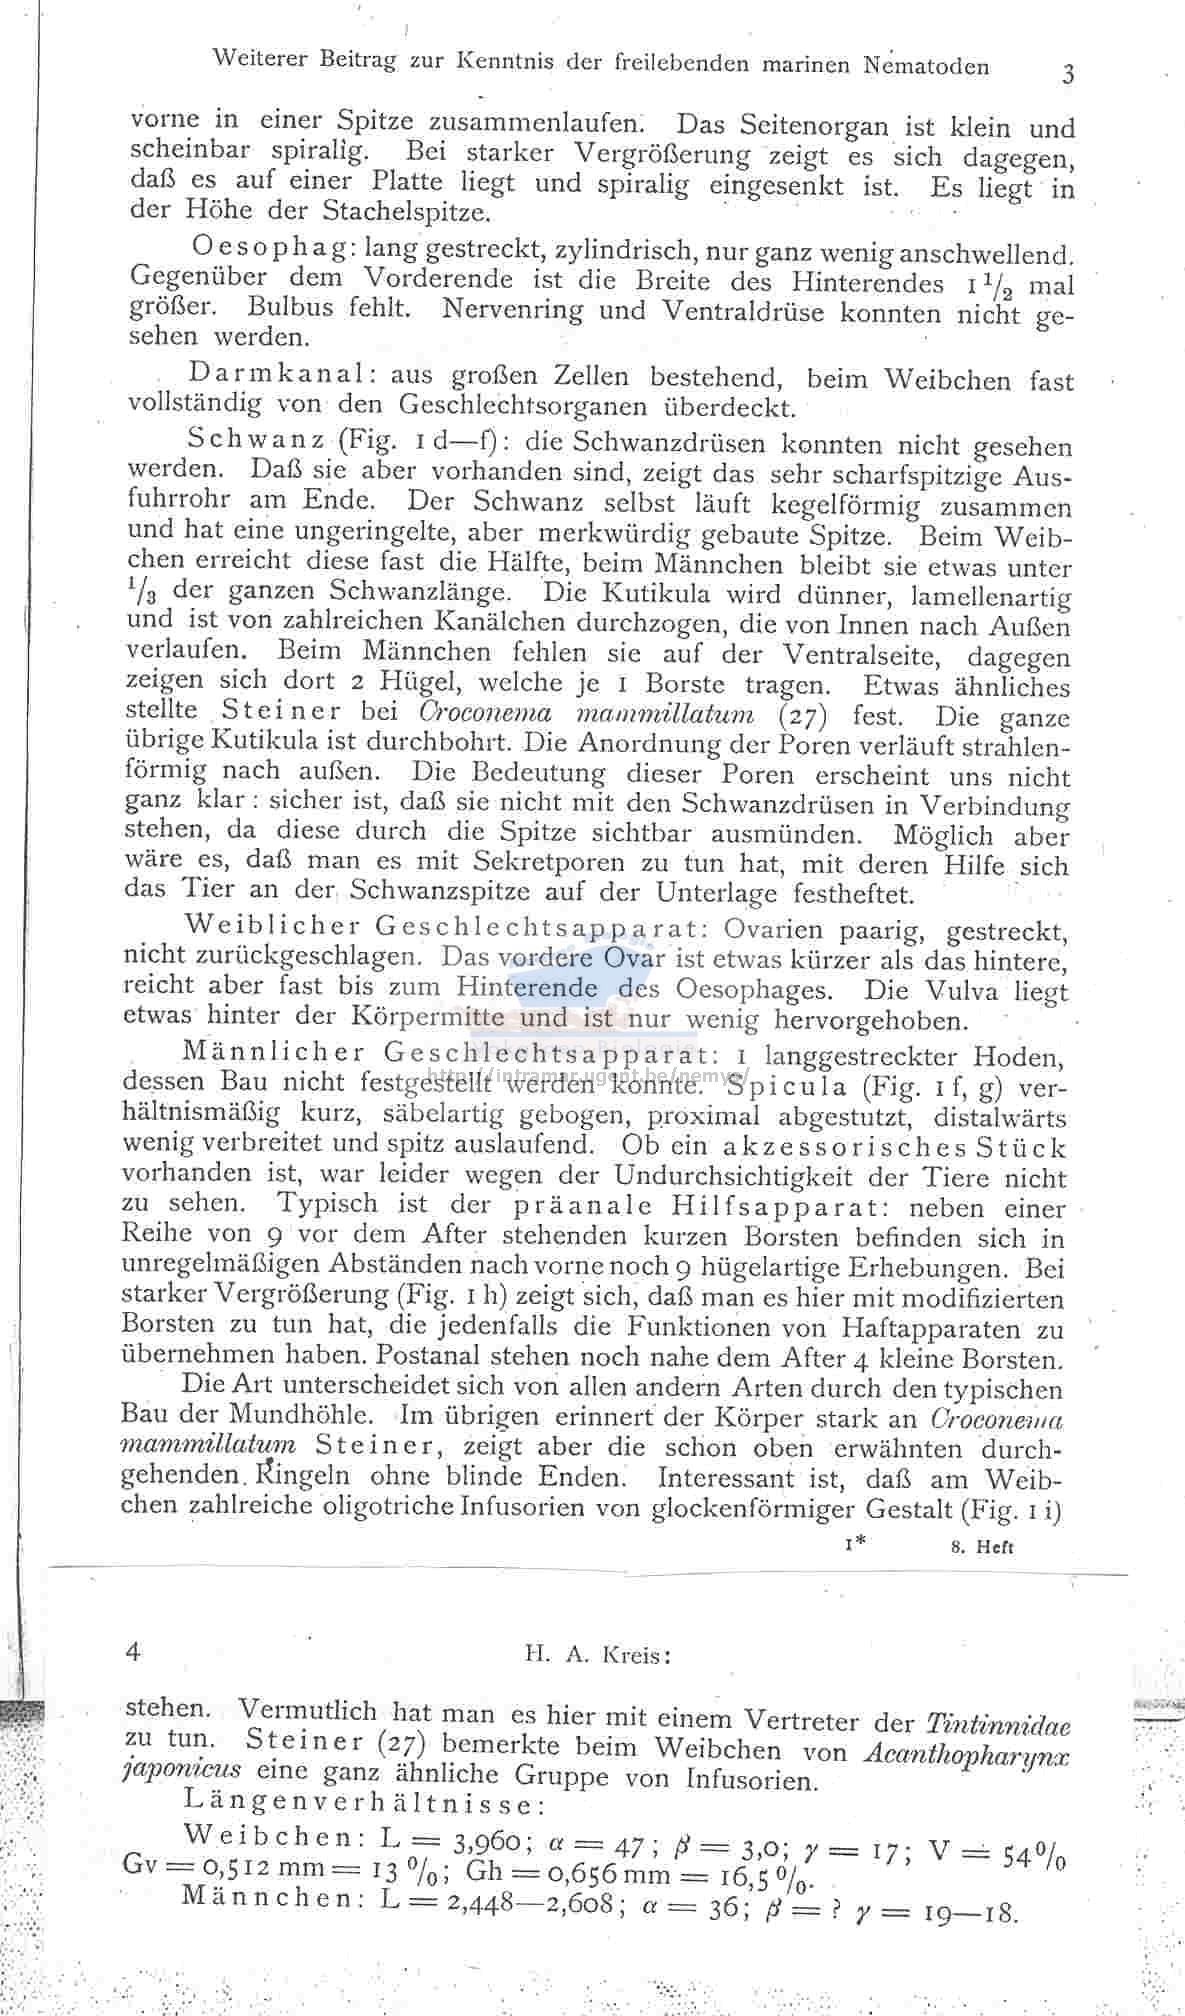 Weiterer Beitrag zur Kenntnis der freilebenden marinen Nematoden 3
vorne in einer Spitze zusammenlaufen. Das Seitenorgan ist klein und
scheinbar spiralig. Bei starker Vergrößerung zeigt es sich dagegen,
daß es auf einer Platte liegt und spiralig eingesenkt ist. Es liegt in
der Höhe der Stachelspitze.
Oesophag: lang gestreckt, zylindrisch, nur ganz wenig anschwellend.
Gegenüber dem Vorderende ist die Breite des Hinterendes 1 1/2 mal
größer. Bulbus fehlt. Nervenring und Ventraldrüse konnten nicht ge-
sehen werden.
Darmkanal: aus großen Zellen bestehend, beim Weibchen fast
vollständig von den Geschlechtsorganen überdeckt.
Schwanz (Fig. 1 d—f): die Schwanzdrüsen konnten nicht gesehen
werden. Daß sie aber vorhanden sind, zeigt das sehr scharfspitzige Aus-
fuhrrohr am Ende. Der Schwanz selbst läuft kegelförmig zusammen
und hat eine ungeringelte, aber merkwürdig gebaute Spitze. Beim Weib-
chen erreicht diese fast die Hälfte, beim Männchen bleibt sie etwas unter
1/3 der ganzen Schwanzlänge. Die Kutikula wird dünner, lamellenartig
und ist von zahlreichen Kanälchen durchzogen, die von Innen nach Außen
verlaufen. Beim Männchen fehlen sie auf der Ventralseite, dagegen
zeigen sich dort 2 Hügel, welche je 1 Borste tragen. Etwas ähnliches
stellte Steiner bei Croconema mammillatum (27) fest. Die ganze
übrige Kutikula ist durchbohrt. Die Anordnung der Poren verläuft strahlen-
förmig nach außen. Die Bedeutung dieser Poren erscheint uns nicht
ganz klar: sicher ist, daß sie nicht mit den Schwanzdrüsen in Verbindung
stehen, da diese durch die Spitze sichtbar ausmünden. Möglich aber
wäre es, daß man es mit Sekretporen zu tun hat, mit deren Hilfe sich
das Tier an der Schwanzspitze auf der Unterlage festheftet.
Weiblicher Geschlechtsapparat: Ovarien paarig, gestreckt,
nicht zurückgeschlagen. Das vordere Ovar ist etwas kürzer als das hintere,
reicht aber fast bis zum Hinterende des Oesophages. Die Vulva liegt
etwas hinter der Körpermitte und ist nur wenig hervorgehoben.
Männlicher Geschlechtsapparat: 1 langgestreckter Hoden,
http://intramar.ugent.be/nemys/
dessen Bau nicht festgestellt werden konnte. Spicula (Fig. 1 f, g) ver-
hältnismäßig kurz, säbelartig gebogen, proximal abgestutzt, distalwärts
wenig verbreitet und spitz auslaufend. Ob ein akzessorisches Stück
vorhanden ist, war leider wegen der Undurchsichtigkeit der Tiere nicht
zu sehen. Typisch ist der präanale Hilfsapparat: neben einer
Reihe von 9 vor dem After stehenden kurzen Borsten befinden sich in
unregelmäßigen Abständen nach vorne noch 9 hügelartige Erhebungen. Bei
starker Vergrößerung (Fig. 1 h) zeigt sich, daß man es hier mit modifizierten
Borsten zu tun hat, die jedenfalls die Funktionen von Haftapparaten zu
übernehmen haben. Postanal stehen noch nahe dem After 4 kleine Borsten.
Die Art unterscheidet sich von allen andern Arten durch den typischen
Bau der Mundhöhle. Im übrigen erinnert der Körper stark an Croconema
mammillatum Steiner, zeigt aber die schon oben erwähnten durch-
gehenden Ringeln ohne blinde Enden. Interessant ist, daß am Weib-
chen zahlreiche oligotriche Infusorien von glockenförmiger Gestalt (Fig. 1 i)
1* 8. Heft
4 H. A. Kreis:
stehen. Vermutlich hat man es hier mit einem Vertreter der Tintinnidae
zu tun. Steiner (27) bemerkte beim Weibchen von Acanthopharynx
japonicus eine ganz ähnliche Gruppe von Infusorien.
Längenverhältnisse:
Weibchen: L = 3,960; α = 47; β = 3,0; γ = 17; V = 54%
Gv = 0,512 mm = 13 %; Gh = 0,656 mm = 16,5 %.
Männchen: L = 2,448—2,608; α = 36; β = ? γ = 19—18.